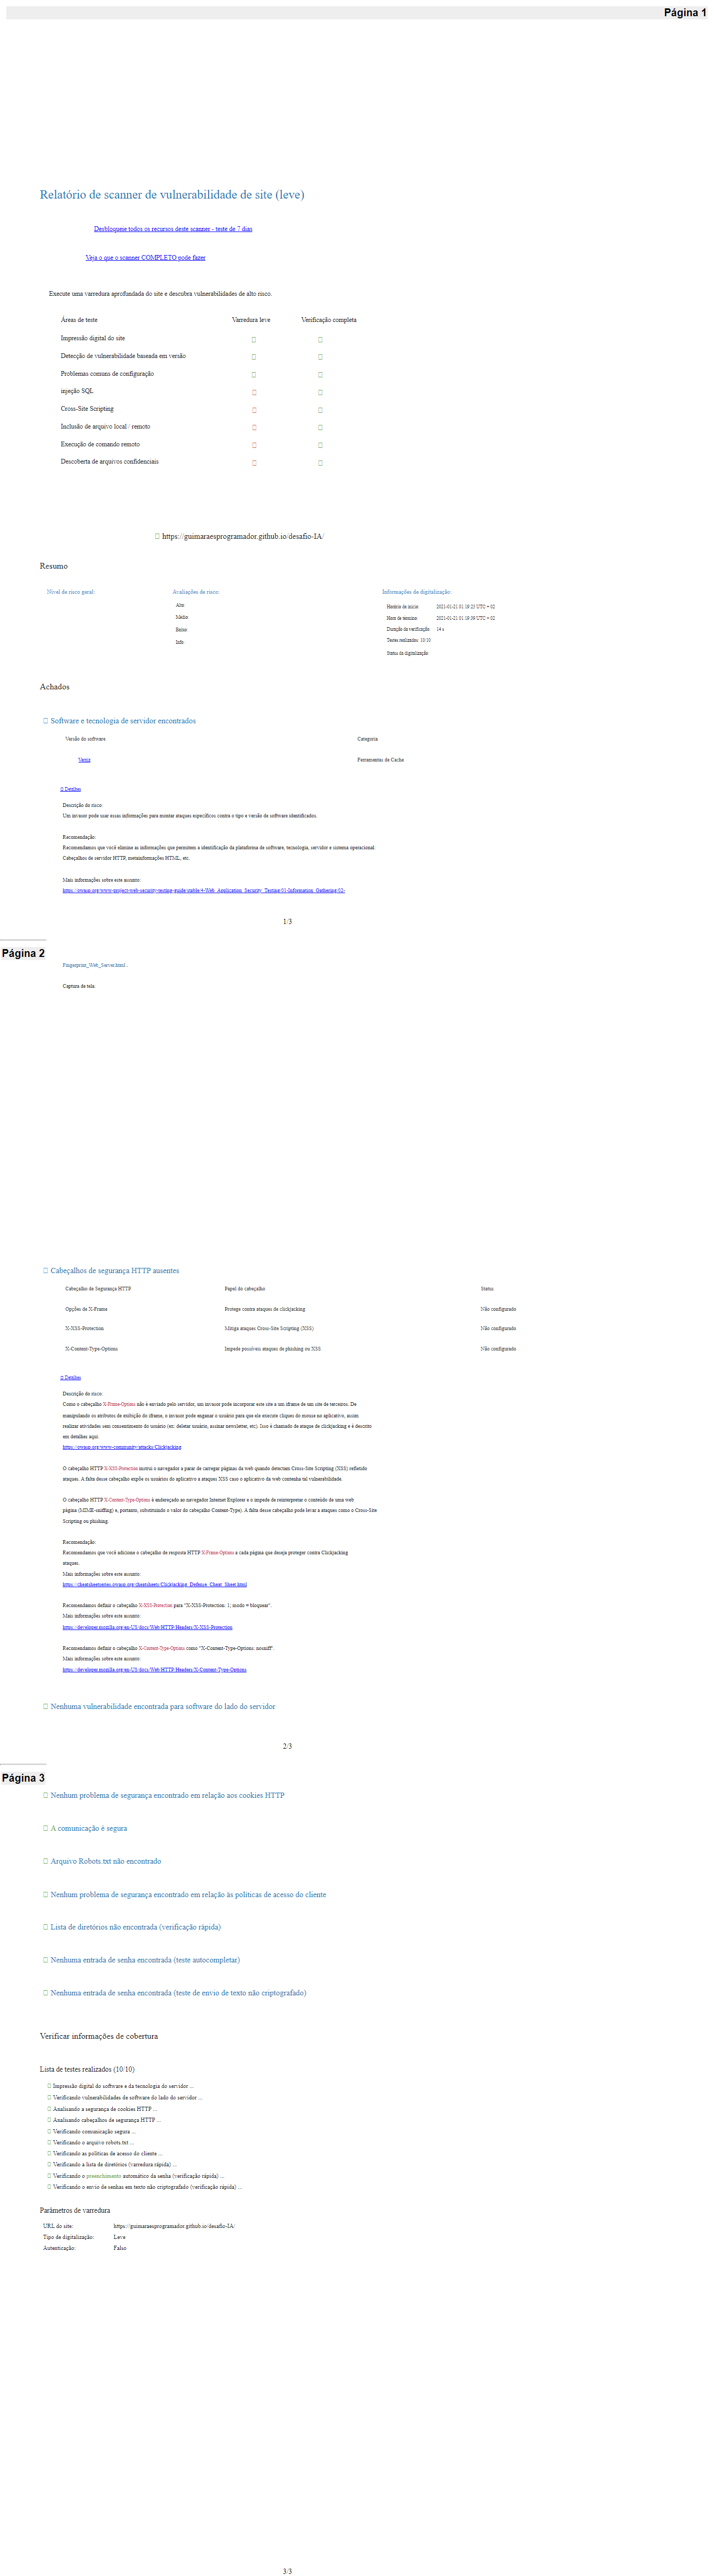 Página 1
Relatório de scanner de vulnerabilidade de site (leve)
Desbloqueie todos os recursos deste scanner - teste de 7 dias
Veja o que o scanner COMPLETO pode fazer
Execute uma varredura aprofundada do site e descubra vulnerabilidades de alto risco.
Áreas de teste Varredura leve Verificação completa
Impressão digital do site
Detecção de vulnerabilidade baseada em versão
Problemas comuns de configuração
injeção SQL
Cross-Site Scripting
Inclusão de arquivo local / remoto
Execução de comando remoto
Descoberta de arquivos confidenciais
https://guimaraesprogramador.github.io/desafio-IA/
Resumo
Nível de risco geral: Avaliações de risco: Informações de digitalização:
Alto: Horário de início: 2021-01-21 01:19:25 UTC + 02
Médio: Hora de término: 2021-01-21 01:19:39 UTC + 02
Baixo: Duração da verificação: 14 s
Info: Testes realizados: 10/10
Status da digitalização:
Achados
Software e tecnologia de servidor encontrados
Versão do software Categoria
Verniz Ferramentas de Cache
Detalhes
Descrição do risco:
Um invasor pode usar essas informações para montar ataques específicos contra o tipo e versão de software identificados.
Recomendação:
Recomendamos que você elimine as informações que permitem a identificação da plataforma de software, tecnologia, servidor e sistema operacional:
Cabeçalhos de servidor HTTP, metainformações HTML, etc.
Mais informações sobre este assunto:
https://owasp.org/www-project-web-security-testing-guide/stable/4-Web_Application_Security_Testing/01-Information_Gathering/02-
1/3
Página 2
Fingerprint_Web_Server.html .
Captura de tela:
Cabeçalhos de segurança HTTP ausentes
Cabeçalho de Segurança HTTP Papel do cabeçalho Status
Opções de X-Frame Protege contra ataques de clickjacking Não configurado
X-XSS-Protection Mitiga ataques Cross-Site Scripting (XSS) Não configurado
X-Content-Type-Options Impede possíveis ataques de phishing ou XSS Não configurado
Detalhes
Descrição do risco:
Como o cabeçalho X-Frame-Options não é enviado pelo servidor, um invasor pode incorporar este site a um iframe de um site de terceiros. De
manipulando os atributos de exibição do iframe, o invasor pode enganar o usuário para que ele execute cliques do mouse no aplicativo, assim
realizar atividades sem consentimento do usuário (ex: deletar usuário, assinar newsletter, etc). Isso é chamado de ataque de clickjacking e é descrito
em detalhes aqui:
https://owasp.org/www-community/attacks/Clickjacking
O cabeçalho HTTP X-XSS-Protection instrui o navegador a parar de carregar páginas da web quando detectam Cross-Site Scripting (XSS) refletido
ataques. A falta desse cabeçalho expõe os usuários do aplicativo a ataques XSS caso o aplicativo da web contenha tal vulnerabilidade.
O cabeçalho HTTP X-Content-Type-Options é endereçado ao navegador Internet Explorer e o impede de reinterpretar o conteúdo de uma web
página (MIME-sniffing) e, portanto, substituindo o valor do cabeçalho Content-Type). A falta desse cabeçalho pode levar a ataques como o Cross-Site
Scripting ou phishing.
Recomendação:
Recomendamos que você adicione o cabeçalho de resposta HTTP X-Frame-Options a cada página que deseja proteger contra Clickjacking
ataques.
Mais informações sobre este assunto:
https://cheatsheetseries.owasp.org/cheatsheets/Clickjacking_Defense_Cheat_Sheet.html
Recomendamos definir o cabeçalho X-XSS-Protection para "X-XSS-Protection: 1; modo = bloquear".
Mais informações sobre este assunto:
https://developer.mozilla.org/en-US/docs/Web/HTTP/Headers/X-XSS-Protection
Recomendamos definir o cabeçalho X-Content-Type-Options como "X-Content-Type-Options: nosniff".
Mais informações sobre este assunto:
https://developer.mozilla.org/en-US/docs/Web/HTTP/Headers/X-Content-Type-Options
Nenhuma vulnerabilidade encontrada para software do lado do servidor
2/3
Página 3
Nenhum problema de segurança encontrado em relação aos cookies HTTP
A comunicação é segura
Arquivo Robots.txt não encontrado
Nenhum problema de segurança encontrado em relação às políticas de acesso do cliente
Lista de diretórios não encontrada (verificação rápida)
Nenhuma entrada de senha encontrada (teste autocompletar)
Nenhuma entrada de senha encontrada (teste de envio de texto não criptografado)
Verificar informações de cobertura
Lista de testes realizados (10/10)
Impressão digital do software e da tecnologia do servidor ...
Verificando vulnerabilidades de software do lado do servidor ...
Analisando a segurança de cookies HTTP ...
Analisando cabeçalhos de segurança HTTP ...
Verificando comunicação segura ...
Verificando o arquivo robots.txt ...
Verificando as políticas de acesso do cliente ...
Verificando a lista de diretórios (varredura rápida) ...
Verificando o preenchimento automático da senha (verificação rápida) ...
Verificando o envio de senhas em texto não criptografado (verificação rápida) ...
Parâmetros de varredura
URL do site: https://guimaraesprogramador.github.io/desafio-IA/
Tipo de digitalização: Leve
Autenticação: Falso
3/3